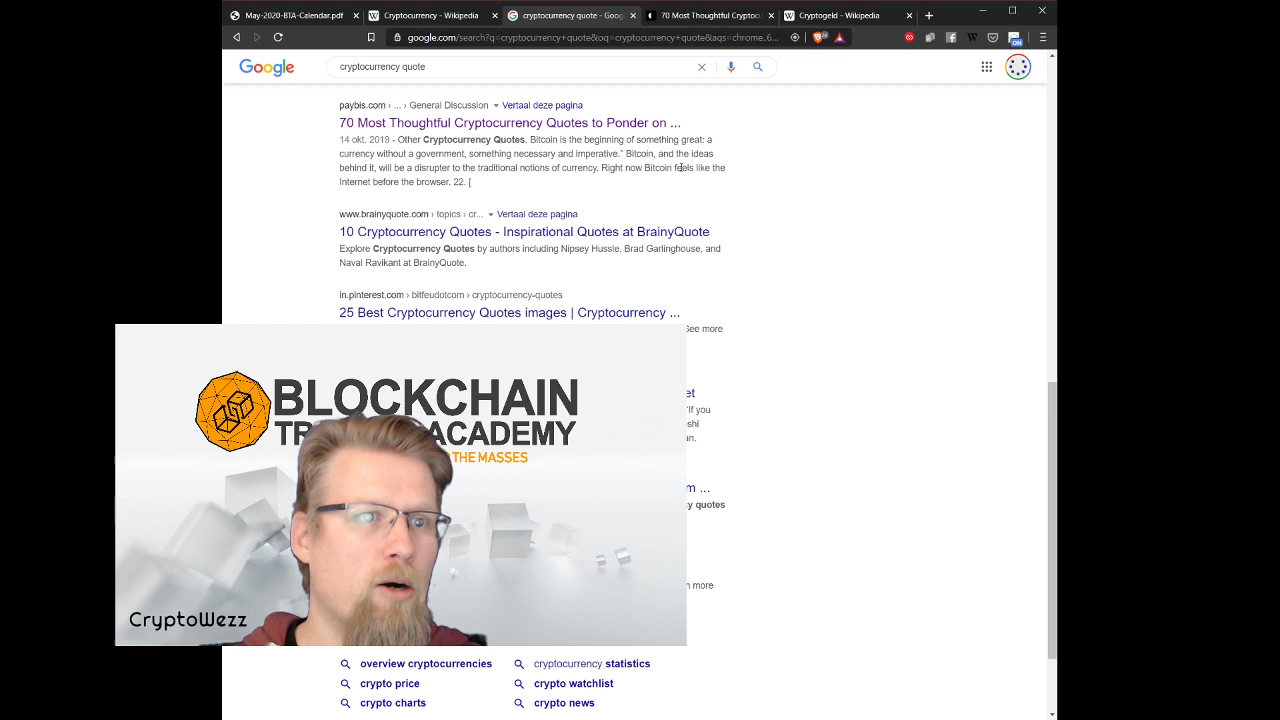 May-2020-BTA-Calendar.pdf
Cryptocurrency - Wikipedia
cryptocurrency quote - Goog
70 Most Thoughtful Cryptocu
Cryptogeld - Wikipedia
google.com/search?q=cryptocurrency+quote&oq=cryptocurrency+quote&aqs=chrome..6...
ON
Google
cryptocurrency quote
paybis.com › ... › General Discussion ▾ Vertaal deze pagina
70 Most Thoughtful Cryptocurrency Quotes to Ponder on ...
14 okt. 2019 - Other Cryptocurrency Quotes. Bitcoin is the beginning of something great: a
currency without a government, something necessary and imperative.” Bitcoin, and the ideas
behind it, will be a disrupter to the traditional notions of currency. Right now Bitcoin feels like the
Internet before the browser. 22. [
www.brainyquote.com › topics › cr... ▾ Vertaal deze pagina
10 Cryptocurrency Quotes - Inspirational Quotes at BrainyQuote
Explore Cryptocurrency Quotes by authors including Nipsey Hussle, Brad Garlinghouse, and
Naval Ravikant at BrainyQuote.
in.pinterest.com › bitfeudotcom › cryptocurrency-quotes
25 Best Cryptocurrency Quotes images | Cryptocurrency ...
See more
et
"If you
shi
an.
m ...
y quotes
n more
BLOCKCHAIN
TR ACADEMY
THE MASSES
CryptoWezz
overview cryptocurrencies
cryptocurrency statistics
crypto price
crypto watchlist
crypto charts
crypto news